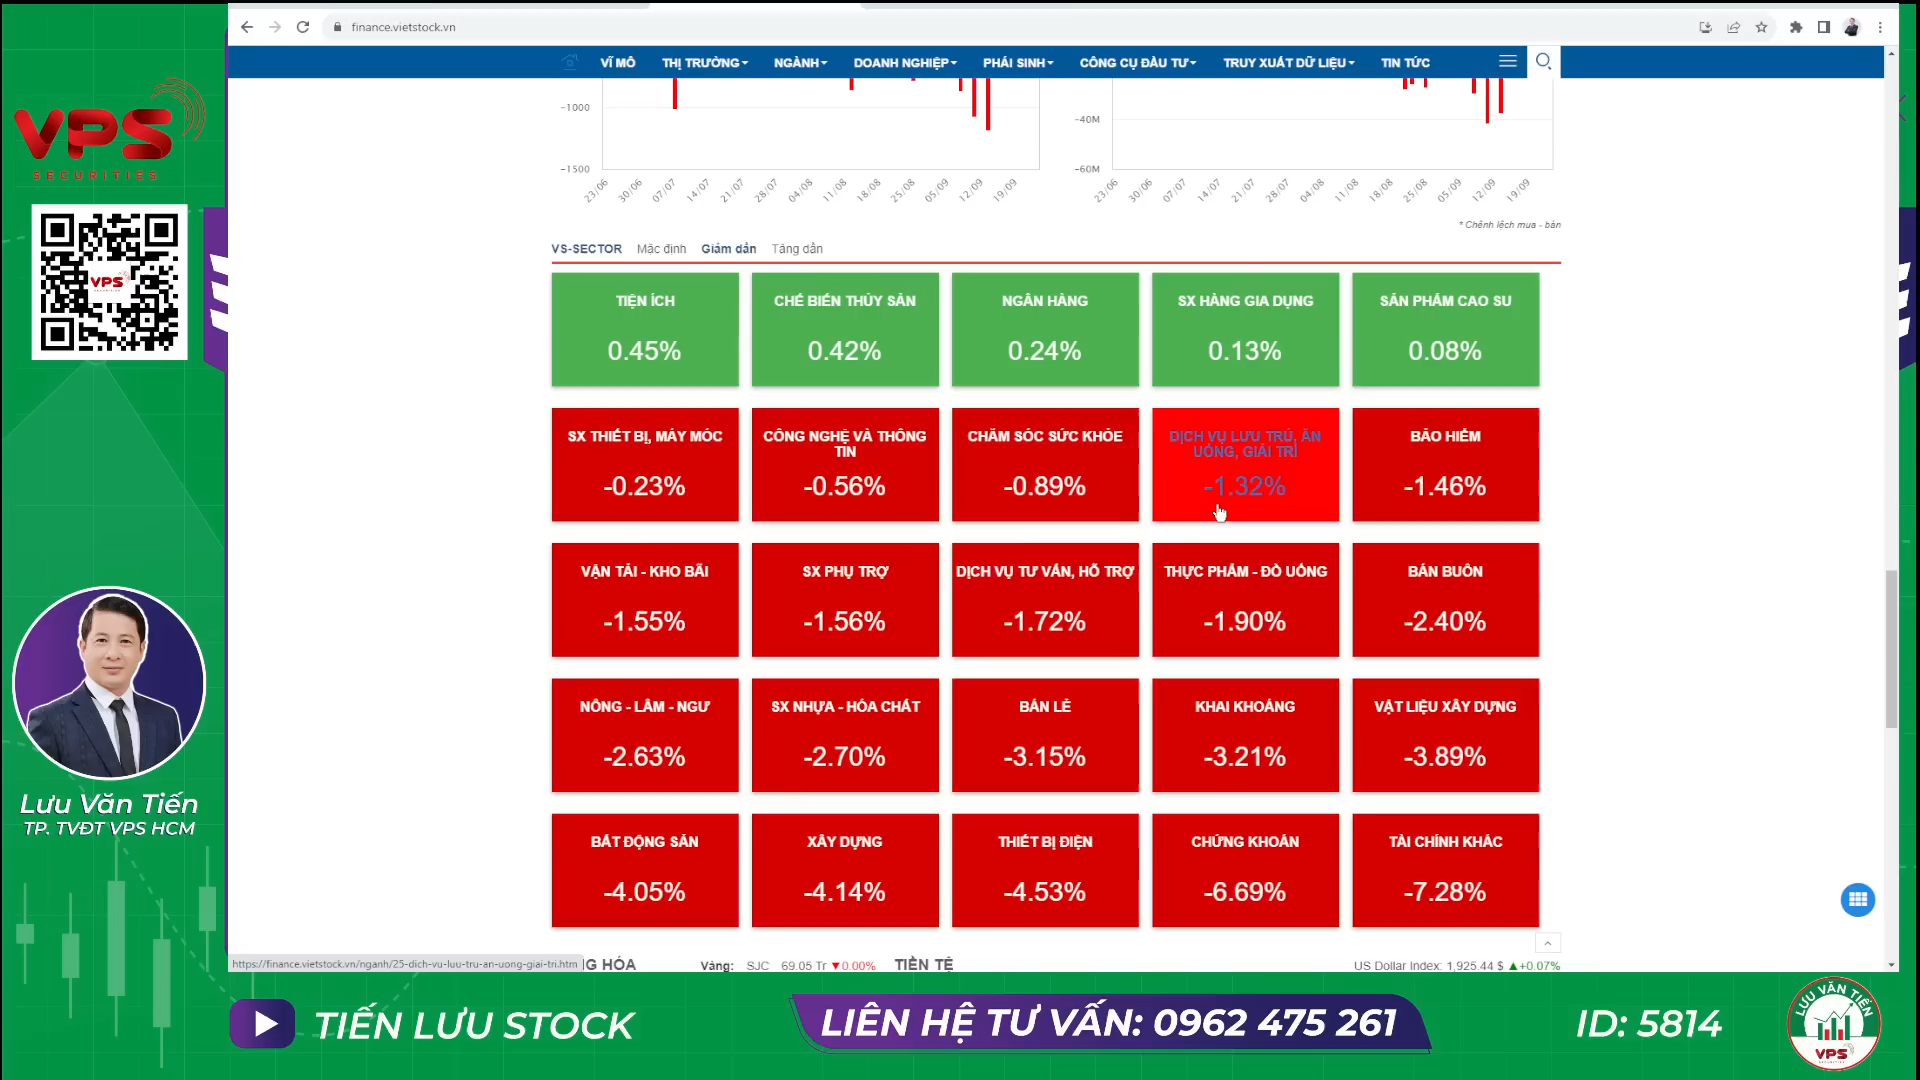 finance.vietstock.vn
VĨ MÔ THỊ TRƯỜNG NGÀNH DOANH NGHIỆP PHÁI SINH CÔNG CỤ ĐẦU TƯ TRUY XUẤT DỮ LIỆU TIN TỨC
VPS
SECURITIES
VPS
-1000
-1500
23/06 30/06 07/07 14/07 21/07 28/07 04/08 11/08 18/08 25/08 05/09 12/09 19/09
-40M
-60M
23/06 30/06 07/07 14/07 21/07 28/07 04/08 11/08 18/08 25/08 05/09 12/09 19/09
* Chênh lệch mua - bán
VS-SECTOR Mặc định Giảm dần Tăng dần
TIỆN ÍCH
0.45%
CHẾ BIẾN THỦY SẢN
0.42%
NGÂN HÀNG
0.24%
SX HÀNG GIA DỤNG
0.13%
SẢN PHẨM CAO SU
0.08%
SX THIẾT BỊ, MÁY MÓC
-0.23%
CÔNG NGHỆ VÀ THÔNG
TIN
-0.56%
CHĂM SÓC SỨC KHỎE
-0.89%
DỊCH VỤ LƯU TRÚ, ĂN
UỐNG, GIẢI TRÍ
-1.32%
BẢO HIỂM
-1.46%
VẬN TẢI - KHO BÃI
-1.55%
SX PHỤ TRỢ
-1.56%
DỊCH VỤ TƯ VẤN, HỖ TRỢ
-1.72%
THỰC PHẨM - ĐỒ UỐNG
-1.90%
BÁN BUÔN
-2.40%
NÔNG - LÂM - NGƯ
-2.63%
SX NHỰA - HÓA CHẤT
-2.70%
BÁN LẺ
-3.15%
KHAI KHOÁNG
-3.21%
VẬT LIỆU XÂY DỰNG
-3.89%
BẤT ĐỘNG SẢN
-4.05%
XÂY DỰNG
-4.14%
THIẾT BỊ ĐIỆN
-4.53%
CHỨNG KHOÁN
-6.69%
TÀI CHÍNH KHÁC
-7.28%
Lưu Văn Tiến
TP. TVĐT VPS HCM
https://finance.vietstock.vn/nganh/25-dich-vu-luu-tru-an-uong-giai-tri.htm
G HÓA Vàng: SJC 69.05 Tr ▼0.00% TIỀN TỆ US Dollar Index: 1,925.44 $ ▲+0.07%
TIẾN LƯU STOCK
LIÊN HỆ TƯ VẤN: 0962 475 261
ID: 5814
LƯU VĂN TIẾN
VPS